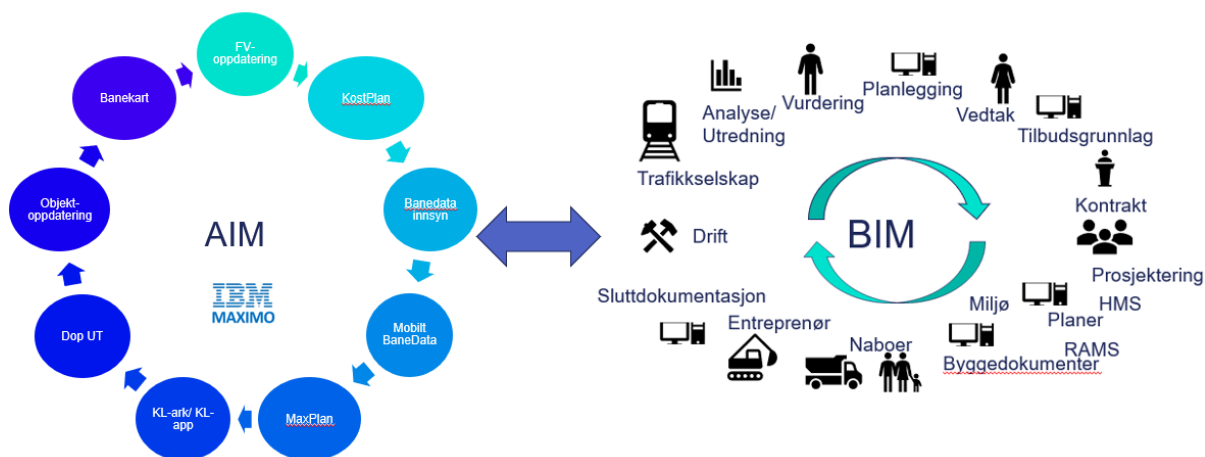 FV-
oppdatering
KostPlan
Banedata
innsyn
Mobilt
BaneData
MaxPlan
KL-ark/ KL-
app
Dop UT
Objekt-
oppdatering
Banekart
AIM
IBM
MAXIMO
Analyse/
Utredning
Vurdering
Planlegging
Vedtak
Tilbudsgrunnlag
Kontrakt
Prosjektering
HMS
Miljø
Planer
RAMS
Byggedokumenter
Naboer
Entreprenør
Sluttdokumentasjon
Drift
Trafikkselskap
BIM